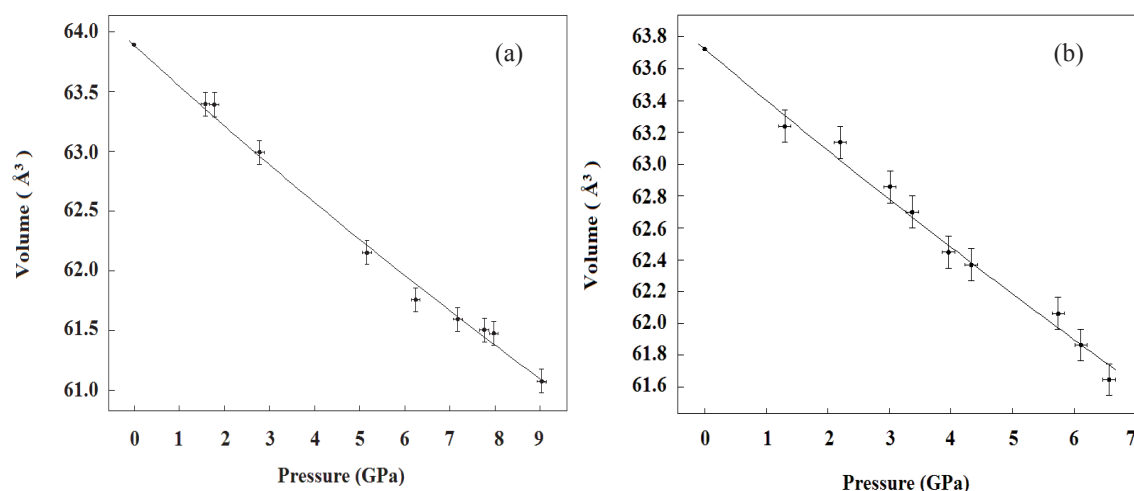 64.0
63.5
63.0
62.5
62.0
61.5
61.0
0 1 2 3 4 5 6 7 8 9
Volume ( Å³ )
Pressure (GPa)
(a)
63.8
63.6
63.4
63.2
63.0
62.8
62.6
62.4
62.2
62.0
61.8
61.6
0 1 2 3 4 5 6 7
Volume ( Å³ )
Pressure (GPa)
(b)